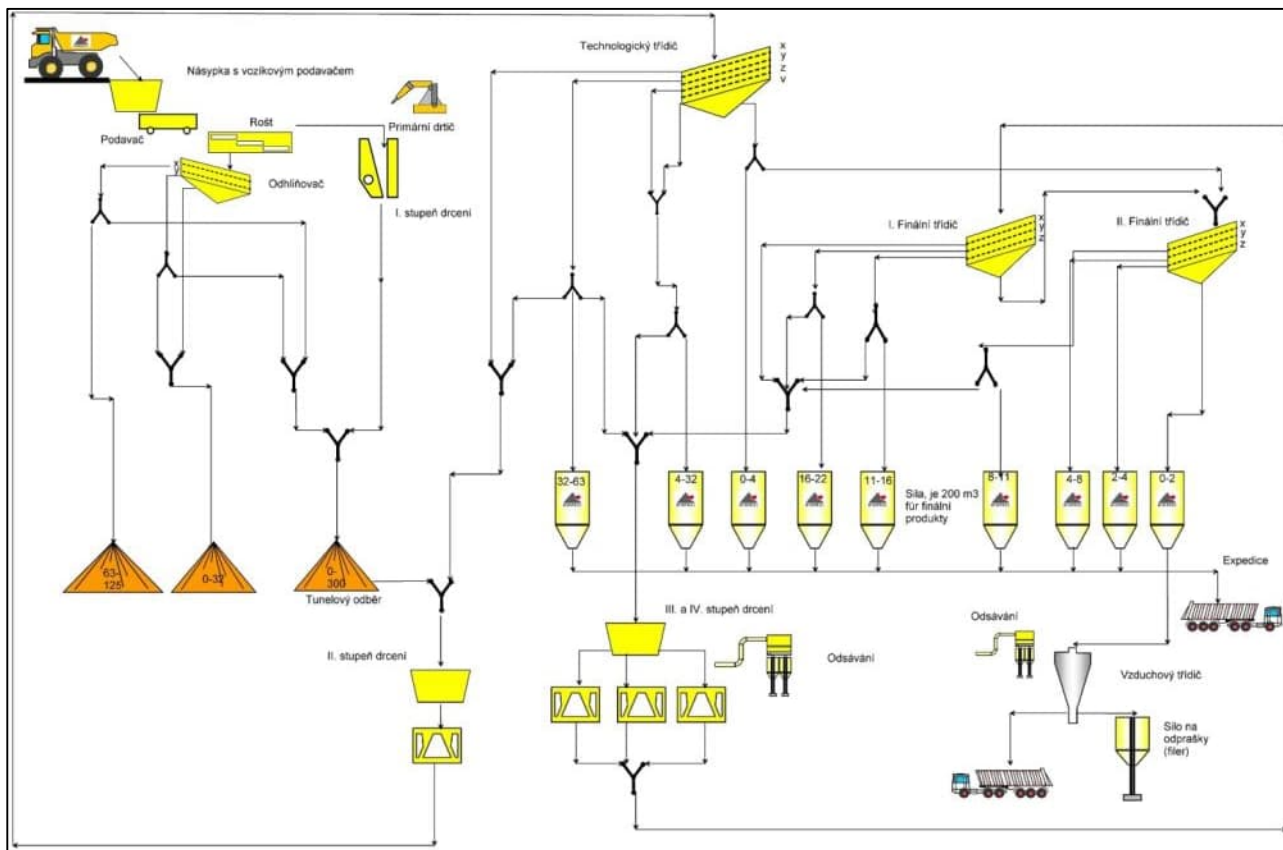 Technologický třídič
x
y
z
v
Násypka s vozíkovým podavačem
Podavač
Rošt
Primární drtič
x
y
Odhliňovač
I. stupeň drcení
I. Finální třídič
x
y
z
II. Finální třídič
x
y
z
32-63
4-32
0-4
16-22
11-16
Sila, je 200 m3
für finální
produkty
8-11
4-8
2-4
0-2
63-
125
0-32
0-
300
Tunelový odběr
Expedice
III. a IV. stupeň drcení
II. stupeň drcení
Odsávání
Odsávání
Vzduchový třídič
Silo na
odprašky
(filer)